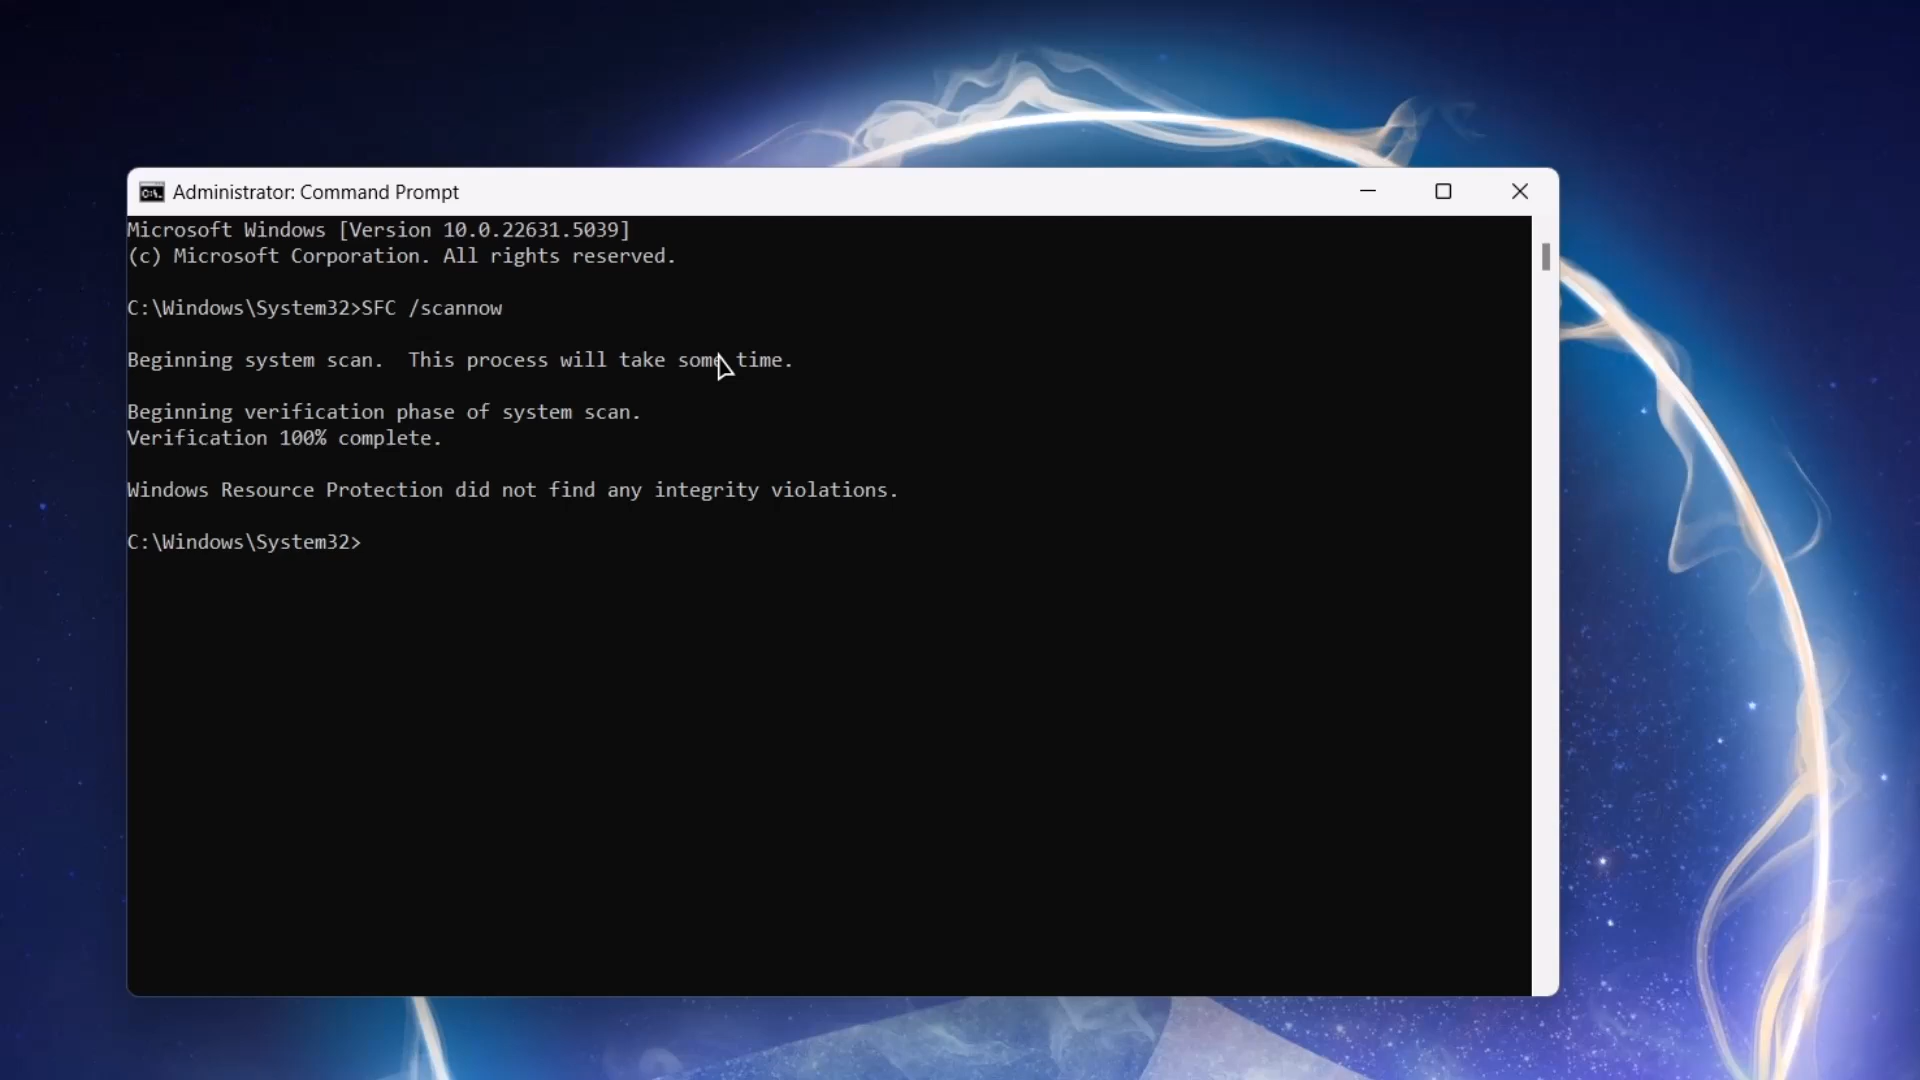 Administrator: Command Prompt
Microsoft Windows [Version 10.0.22631.5039]
(c) Microsoft Corporation. All rights reserved.
C:\Windows\System32>SFC /scannow
Beginning system scan.  This process will take some time.
Beginning verification phase of system scan.
Verification 100% complete.
Windows Resource Protection did not find any integrity violations.
C:\Windows\System32>